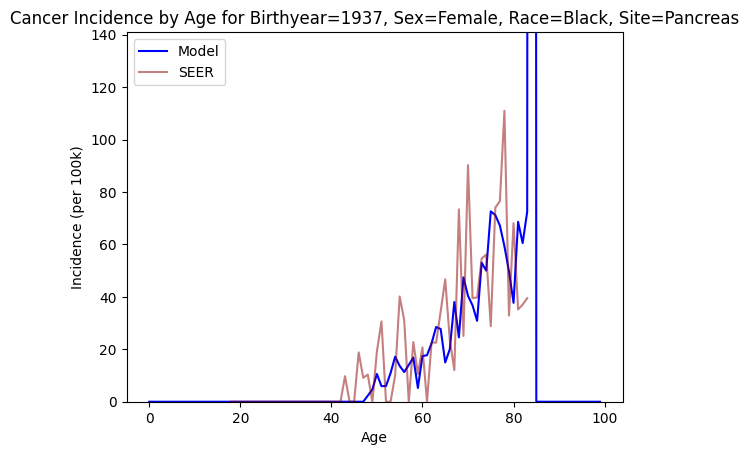 Cancer Incidence by Age for Birthyear=1937, Sex=Female, Race=Black, Site=Pancreas
Model
SEER
140
120
100
80
60
40
20
0
Incidence (per 100k)
0 20 40 60 80 100
Age